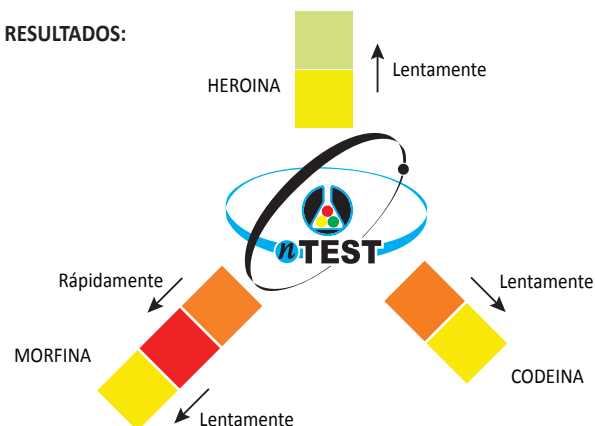 RESULTADOS:
HEROINA
Lentamente
nTEST
Rápidamente
MORFINA
Lentamente
Lentamente
CODEINA